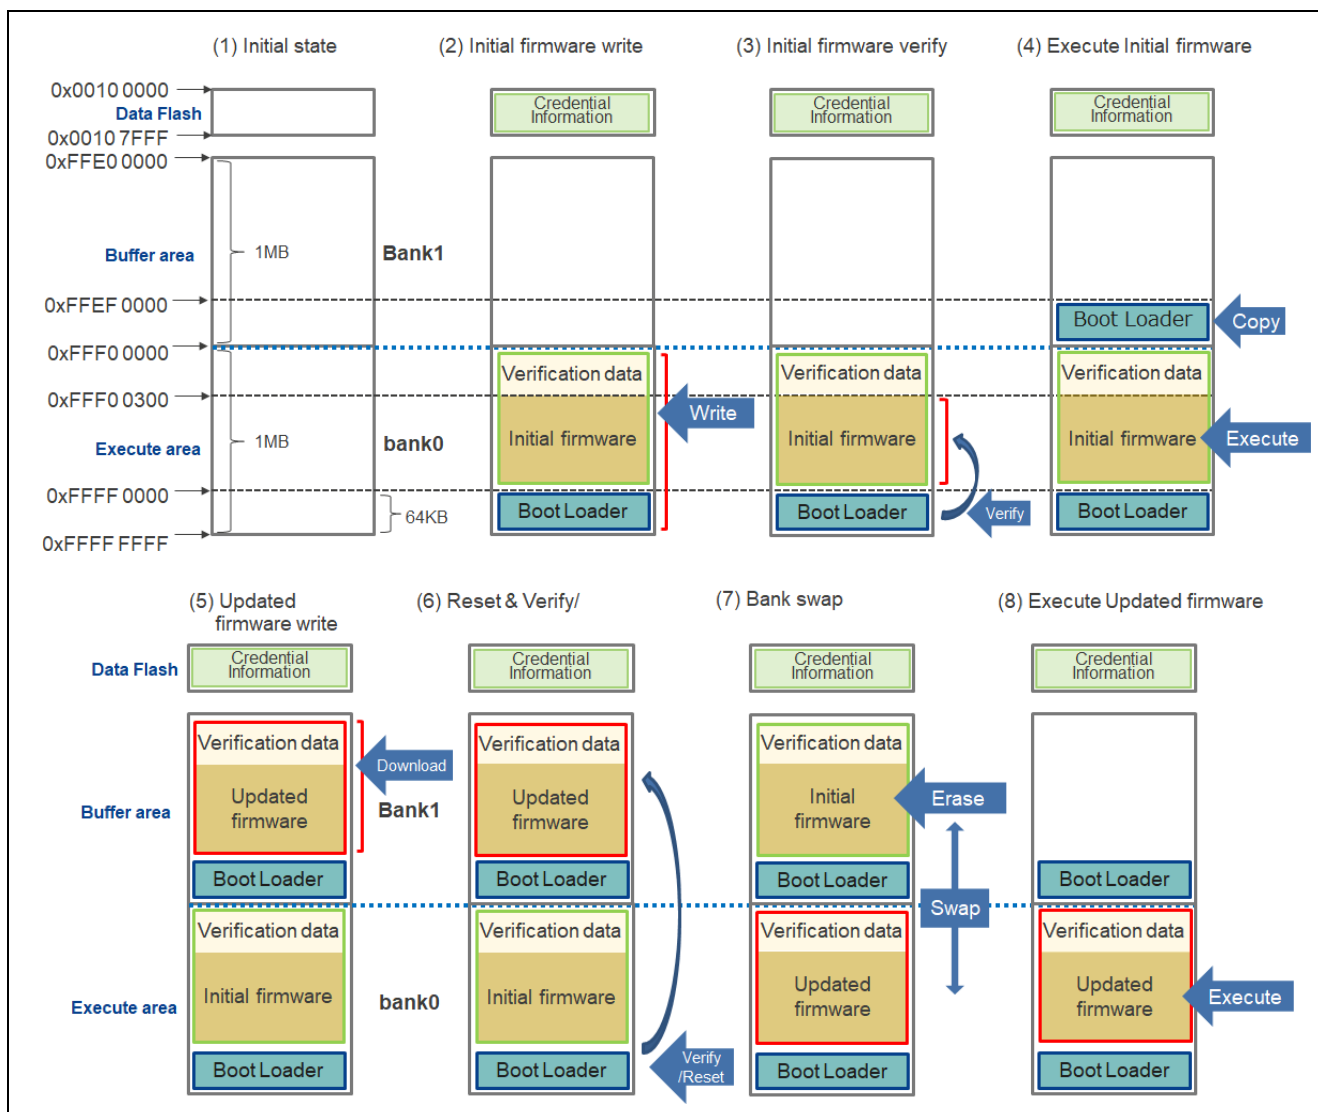 (1) Initial state
(2) Initial firmware write
(3) Initial firmware verify
(4) Execute Initial firmware
0x0010 0000
Data Flash
0x0010 7FFF
0xFFE0 0000
Buffer area
1MB
Bank1
0xFFEF 0000
0xFFF0 0000
0xFFF0 0300
Execute area
1MB
bank0
0xFFFF 0000
64KB
0xFFFF FFFF
Credential
Information
Verification data
Initial firmware
Boot Loader
Write
Credential
Information
Verification data
Initial firmware
Boot Loader
Verify
Credential
Information
Boot Loader
Copy
Verification data
Initial firmware
Execute
Boot Loader
(5) Updated
firmware write
(6) Reset & Verify/
(7) Bank swap
(8) Execute Updated firmware
Data Flash
Credential
Information
Buffer area
Verification data
Updated
firmware
Download
Bank1
Boot Loader
Execute area
Verification data
Initial firmware
bank0
Boot Loader
Credential
Information
Verification data
Updated
firmware
Boot Loader
Verification data
Initial firmware
Boot Loader
Verify
/Reset
Credential
Information
Verification data
Initial
firmware
Erase
Boot Loader
Swap
Verification data
Updated
firmware
Boot Loader
Credential
Information
Boot Loader
Verification data
Updated
firmware
Execute
Boot Loader